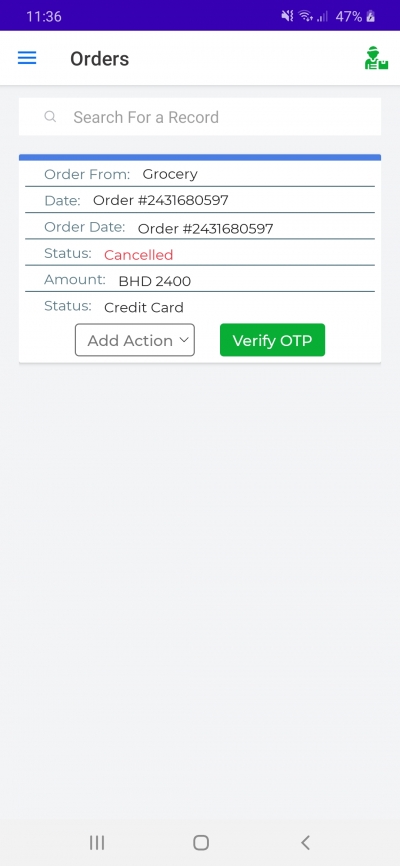 11:36
47%
Orders
Search For a Record
Order From: Grocery
Date: Order #2431680597
Order Date: Order #2431680597
Status: Cancelled
Amount: BHD 2400
Status: Credit Card
Add Action
Verify OTP